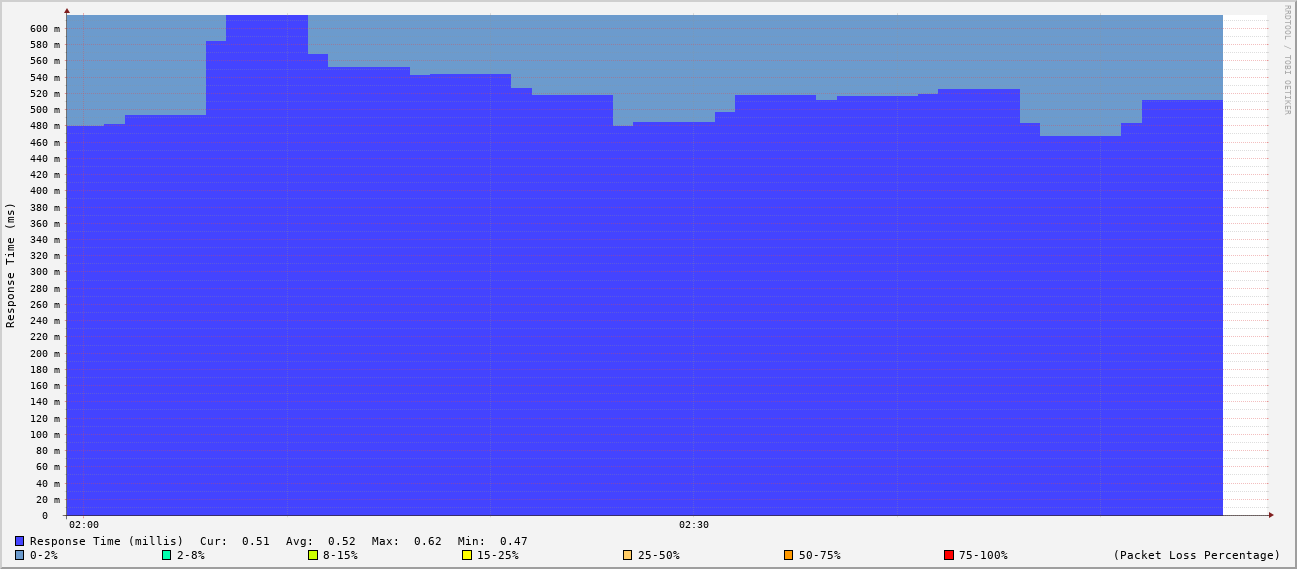 RRDTOOL / TOBI OETIKER
Response Time (ms)
600 m
580 m
560 m
540 m
520 m
500 m
480 m
460 m
440 m
420 m
400 m
380 m
360 m
340 m
320 m
300 m
280 m
260 m
240 m
220 m
200 m
180 m
160 m
140 m
120 m
100 m
80 m
60 m
40 m
20 m
0
02:00 02:30
Response Time (millis) Cur: 0.51 Avg: 0.52 Max: 0.62 Min: 0.47
0-2% 2-8% 8-15% 15-25% 25-50% 50-75% 75-100% (Packet Loss Percentage)